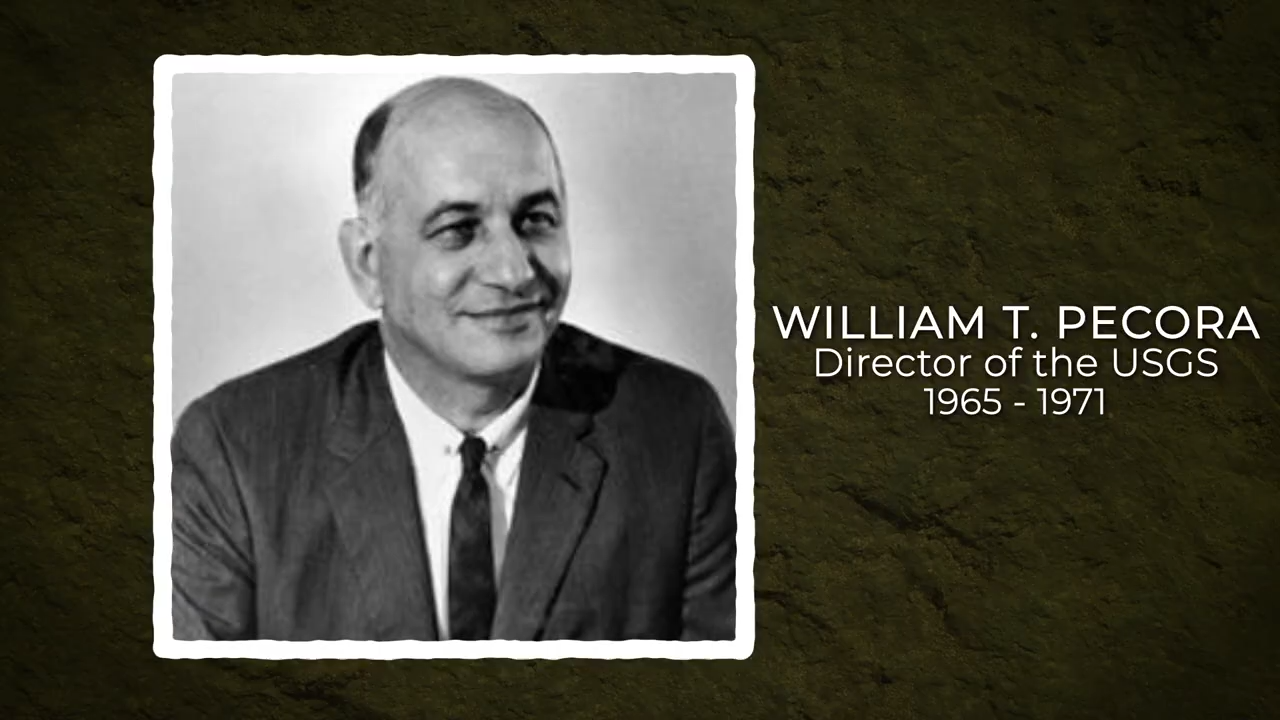 WILLIAM T. PECORA
Director of the USGS
1965 - 1971